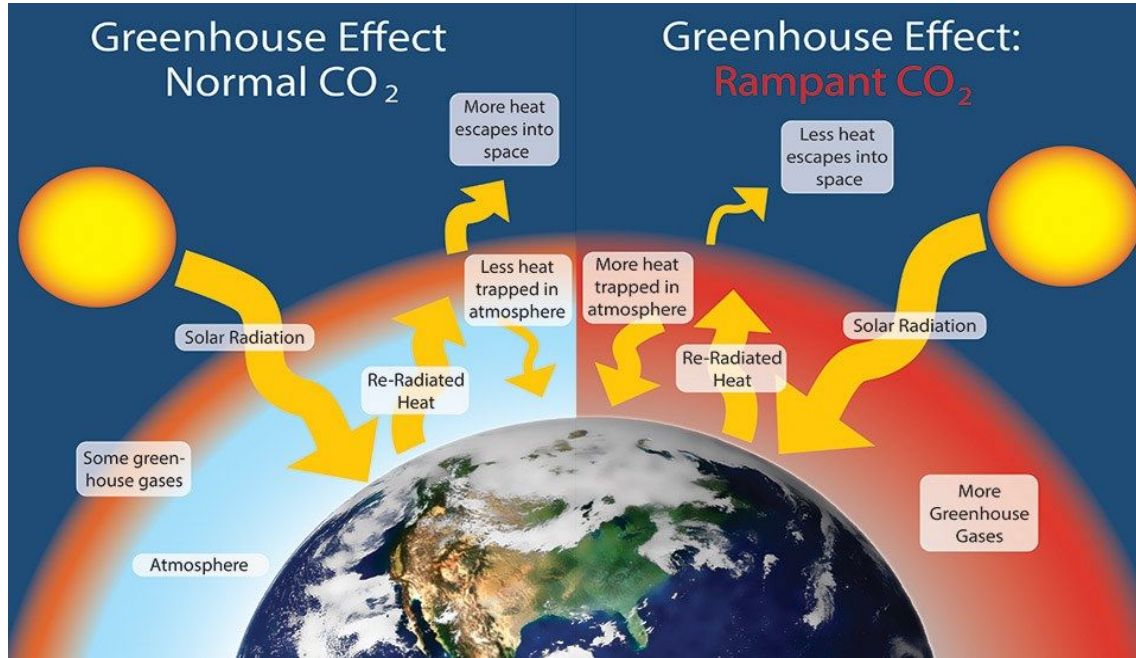 Greenhouse Effect
Normal CO₂
More heat
escapes into
space
Less heat
trapped in
atmosphere
Solar Radiation
Re-Radiated
Heat
Some green-
house gases
Atmosphere
Greenhouse Effect:
Rampant CO₂
Less heat
escapes into
space
More heat
trapped in
atmosphere
Solar Radiation
Re-Radiated
Heat
More
Greenhouse
Gases